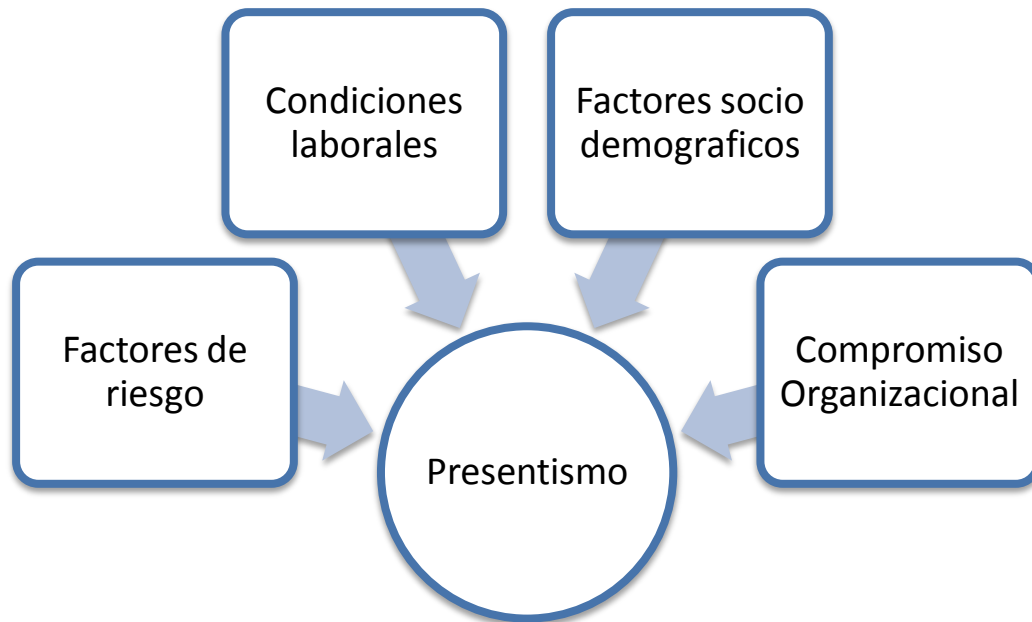 Condiciones
laborales
Factores socio
demograficos
Factores de
riesgo
Compromiso
Organizacional
Presentismo